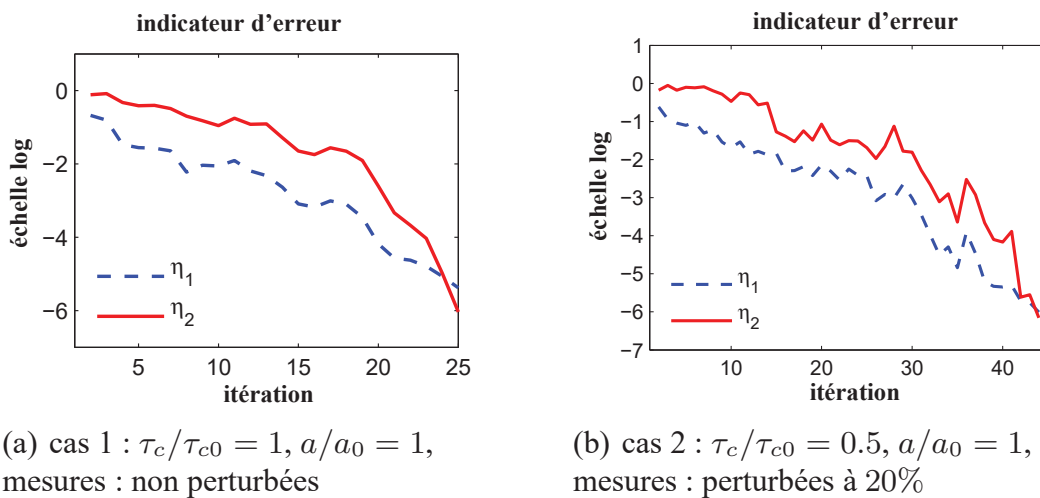 indicateur d'erreur
échelle log
0
−2
−4
−6
η1
η2
5
10
15
20
25
itération
(a) cas 1 : τc/τc0 = 1, a/a0 = 1,
mesures : non perturbées
indicateur d'erreur
échelle log
1
0
−1
−2
−3
−4
−5
−6
−7
η1
η2
10
20
30
40
itération
(b) cas 2 : τc/τc0 = 0.5, a/a0 = 1,
mesures : perturbées à 20%